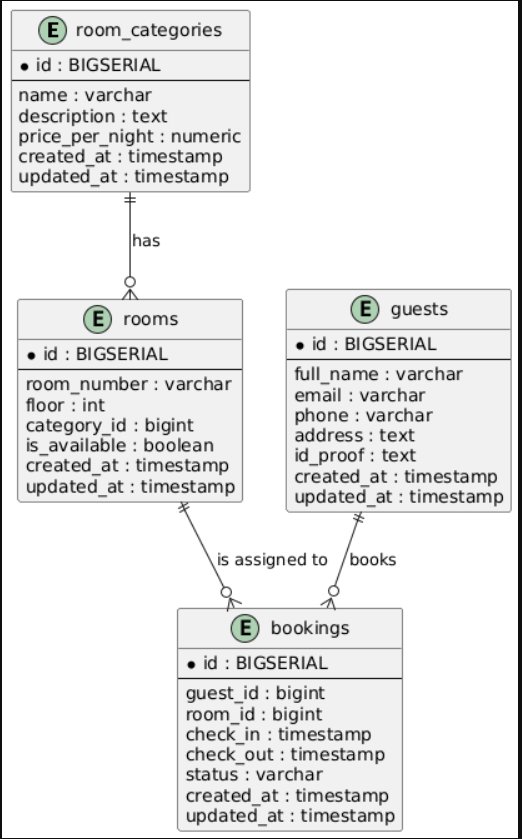 E room_categories
• id : BIGSERIAL
name : varchar
description : text
price_per_night : numeric
created_at : timestamp
updated_at : timestamp
has
E rooms
• id : BIGSERIAL
room_number : varchar
floor : int
category_id : bigint
is_available : boolean
created_at : timestamp
updated_at : timestamp
E guests
• id : BIGSERIAL
full_name : varchar
email : varchar
phone : varchar
address : text
id_proof : text
created_at : timestamp
updated_at : timestamp
is assigned to
books
E bookings
• id : BIGSERIAL
guest_id : bigint
room_id : bigint
check_in : timestamp
check_out : timestamp
status : varchar
created_at : timestamp
updated_at : timestamp